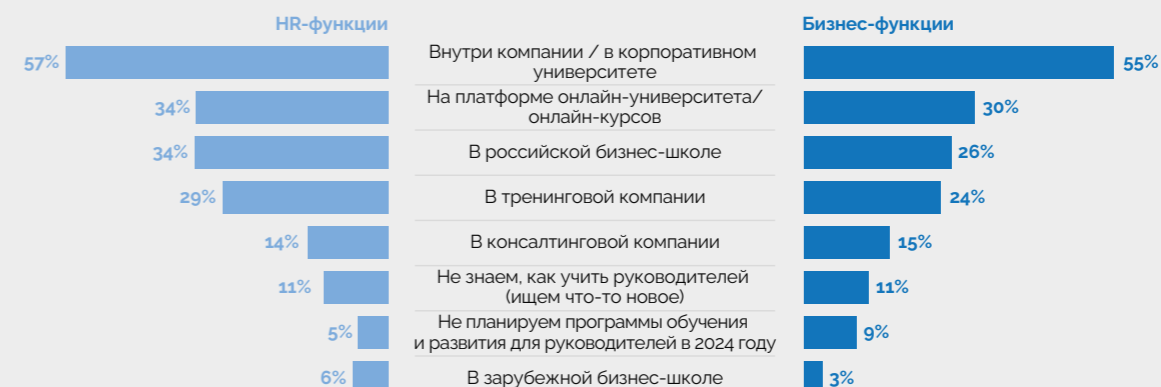 HR-функции Бизнес-функции
57% Внутри компании / в корпоративном 55%
университете
34% На платформе онлайн-университета/ 30%
онлайн-курсов
34% В российской бизнес-школе 26%
29% В тренинговой компании 24%
14% В консалтинговой компании 15%
11% Не знаем, как учить руководителей 11%
(ищем что-то новое)
5% Не планируем программы обучения 9%
и развития для руководителей в 2024 году
6% В зарубежной бизнес-школе 3%